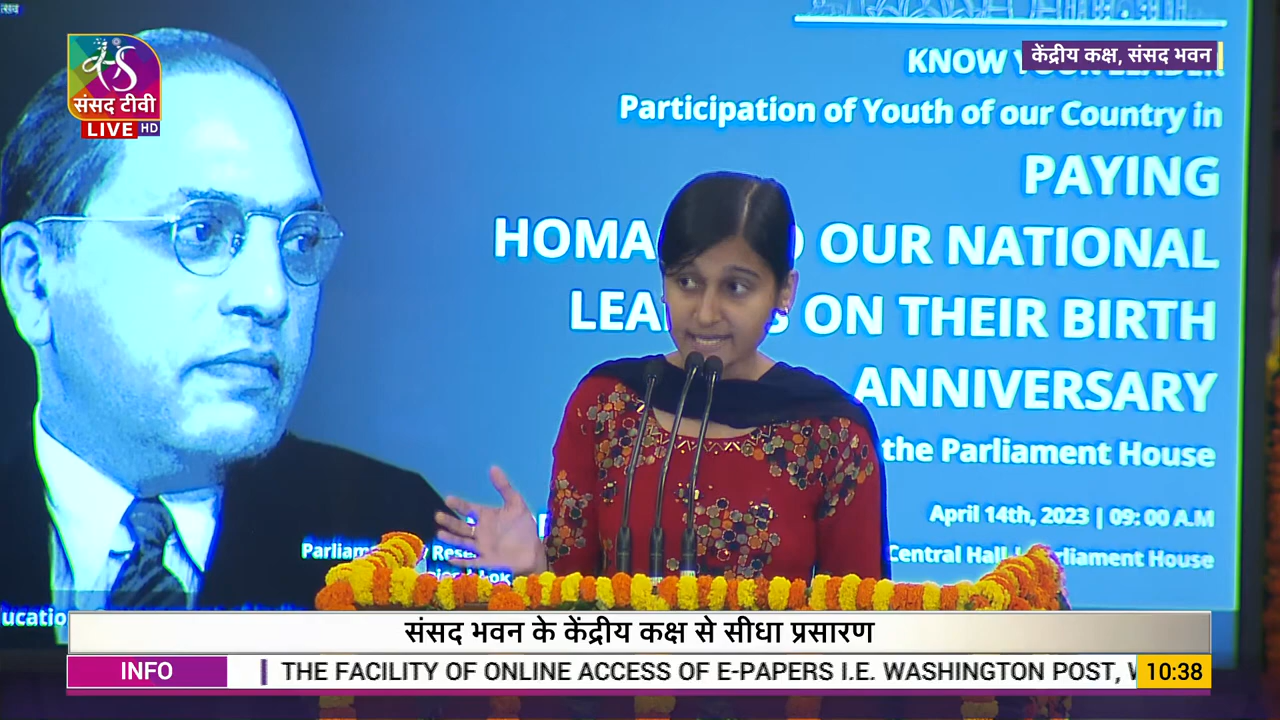 संसद टीवी
LIVE HD
केंद्रीय कक्ष, संसद भवन
KNOW
Participation of Youth of our Country in
PAYING
OUR NATIONAL
ON THEIR BIRTH
ANNIVERSARY
the Parliament House
April 14th, 2023 | 09: 00 A.M
Central Hall, Parliament House
संसद भवन के केंद्रीय कक्ष से सीधा प्रसारण
INFO
THE FACILITY OF ONLINE ACCESS OF E-PAPERS I.E. WASHINGTON POST,
10:38